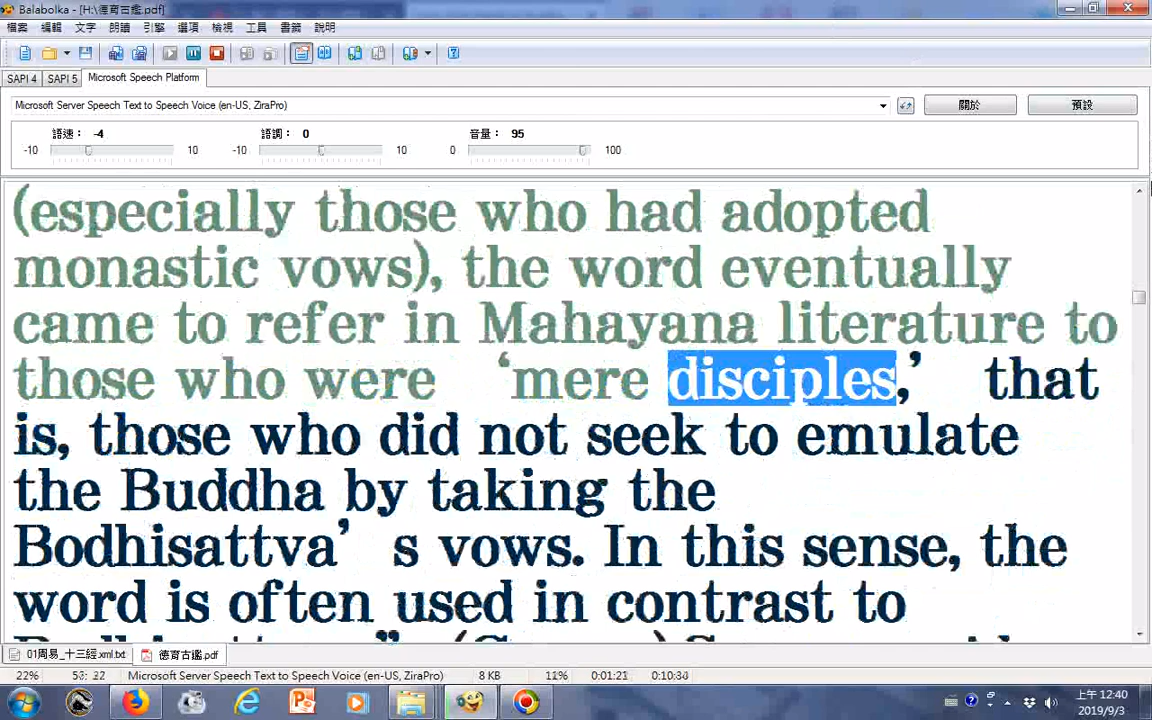 Balabolka - [H:\德育古鑑.pdf]
檔案 編輯 文字 朗讀 引擎 選項 檢視 工具 書籤 說明
SAPI 4 SAPI 5 Microsoft Speech Platform
Microsoft Server Speech Text to Speech Voice (en-US, ZiraPro) 關於 預設
語速： -4 語調： 0 音量： 95
-10 10 -10 10 0 100
(especially those who had adopted
monastic vows), the word eventually
came to refer in Mahayana literature to
those who were ‘mere disciples,’ that
is, those who did not seek to emulate
the Buddha by taking the
Bodhisattva’ s vows. In this sense, the
word is often used in contrast to
01周易_十三經.xml.txt 德育古鑑.pdf
22% 53: 22 Microsoft Server Speech Text to Speech Voice (en-US, ZiraPro) 8 KB 11% 0:01:21 0:10:38
上午 12:40
2019/9/3